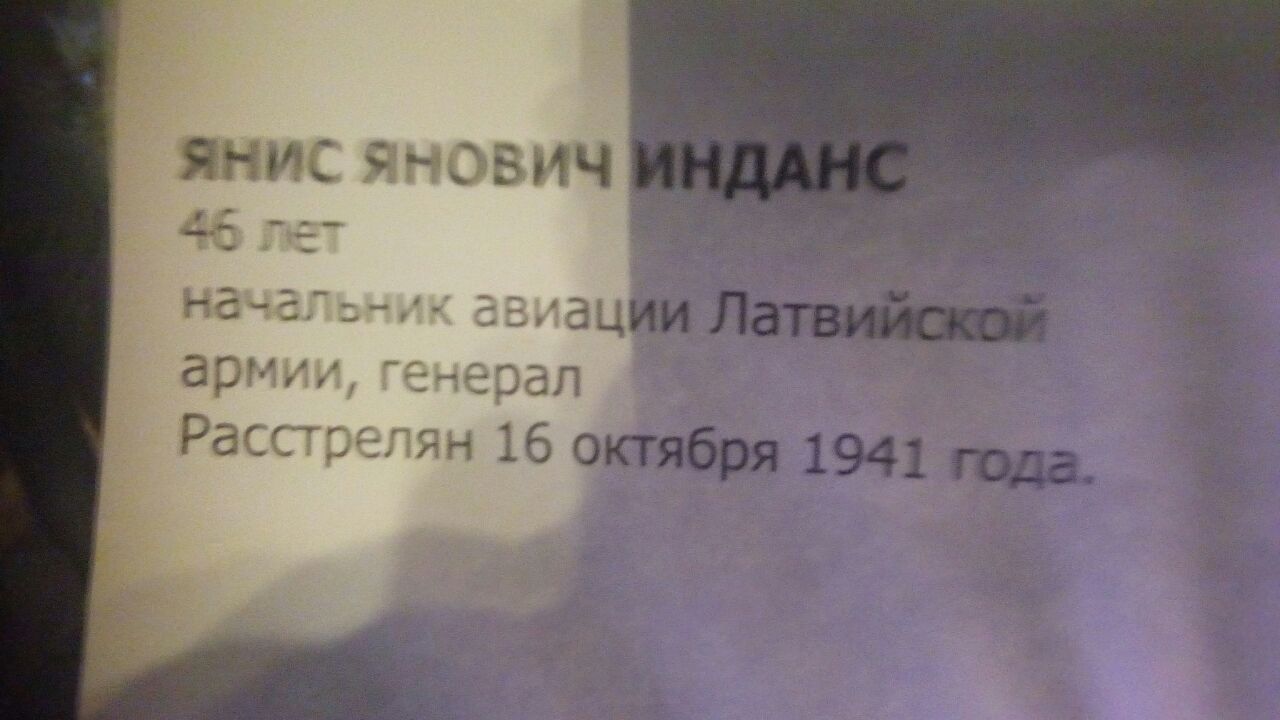 ЯНИС ЯНОВИЧ ИНДАНС
46 лет
начальник авиации Латвийской
армии, генерал
Расстрелян 16 октября 1941 года.